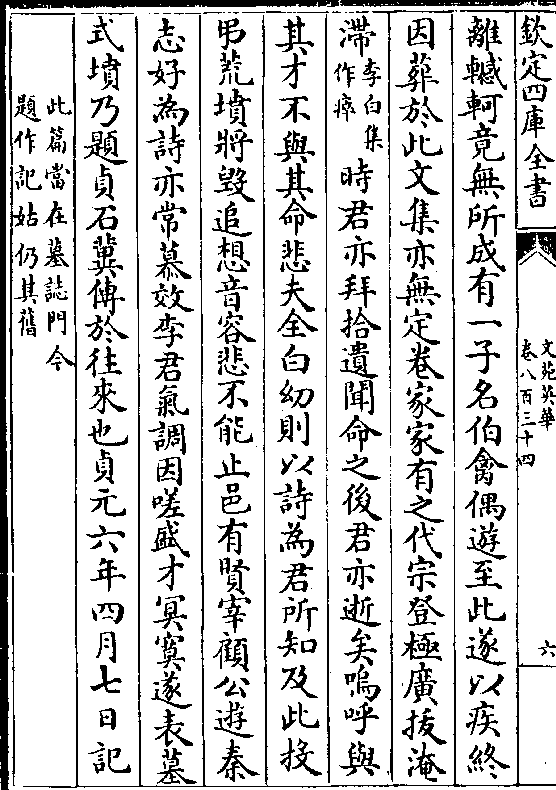 欽定四庫全書
文苑英華
卷八百三十四
六
離轗軻竟無所成有一子名伯禽偶遊至此遂以疾終
因葬於此文集亦無定卷家家有之代宗登極廣拔淹
滯李白集作瘁時君亦拜拾遺聞命之後君亦逝矣嗚呼與
其才不與其命悲夫全白幼則以詩為君所知及此投
弔荒墳將毀追想音容悲不能止邑有賢宰顧公遊秦
志好為詩亦常慕效李君氣調因嗟盛才冥寞遂表墓
式墳乃題貞石冀傳於往來也貞元六年四月七日記
此篇當在墓誌門今
題作記姑仍其舊